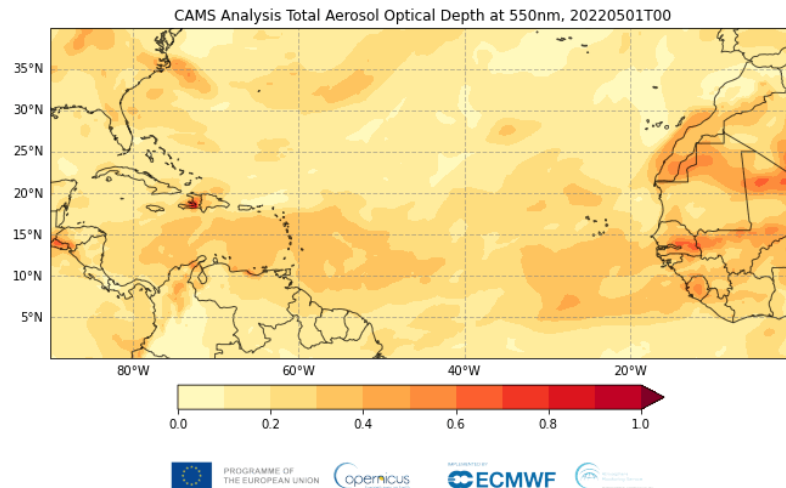 CAMS Analysis Total Aerosol Optical Depth at 550nm, 20220501T00
35°N
30°N
25°N
20°N
15°N
10°N
5°N
80°W
60°W
40°W
20°W
0.0
0.2
0.4
0.6
0.8
1.0
PROGRAMME OF
THE EUROPEAN UNION
opernicus
IMPLEMENTED BY
ECMWF